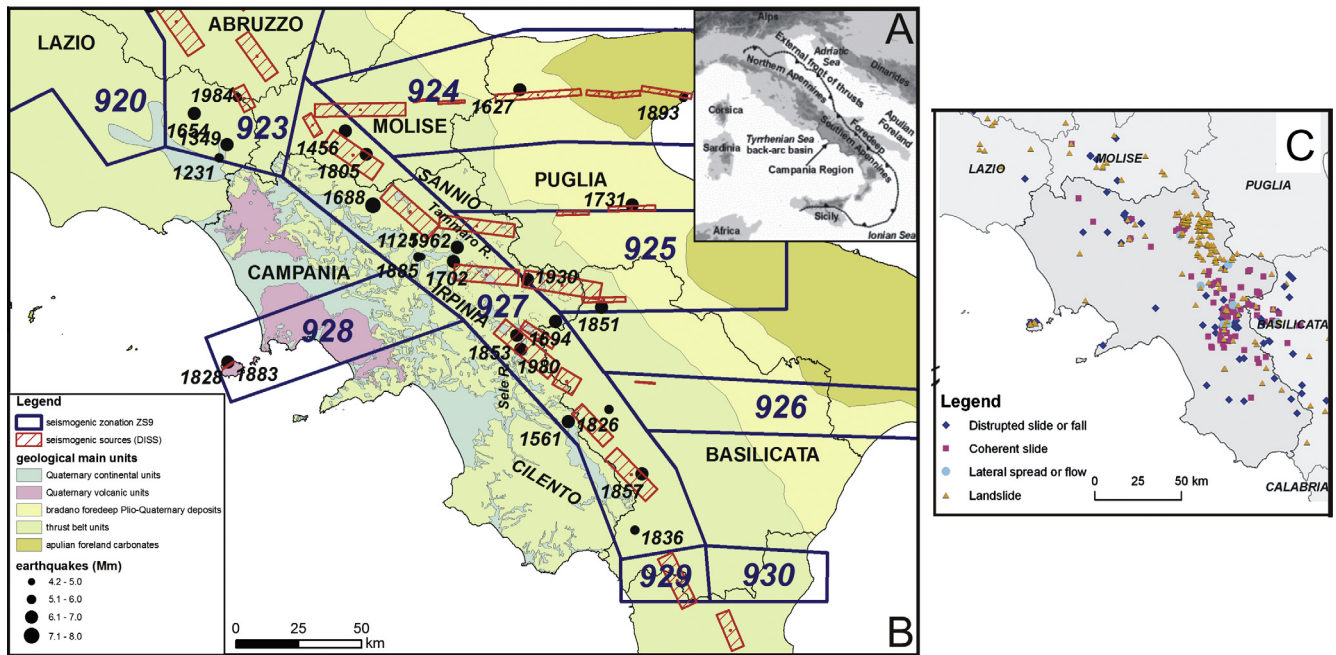 A
Alps
Adriatic
Sea
External front of thrusts
Dinarides
Northern Apennines
Corsica
Apulian
Foreland
Foredeep
Southern Apennines
Tyrrhenian Sea
back-arc basin
Sardinia
Campania Region
Sicily
Africa
Ionian Sea
LAZIO
ABRUZZO
920
1984
1654
923
1349
1231
924
1627
1893
MOLISE
1456
1805
SANNIO
PUGLIA
1688
1731
Tammaro R.
1125
1962
925
CAMPANIA
1885
1702
1930
IRPINIA
927
1851
928
1694
1853
1980
1828
1883
Sele R.
926
1826
1561
BASILICATA
CILENTO
1857
1836
929
930
Legend
seismogenic zonation ZS9
seismogenic sources (DISS)
geological main units
Quaternary continental units
Quaternary volcanic units
bradano foredeep Plio-Quaternary deposits
thrust belt units
apulian foreland carbonates
earthquakes (Mm)
4.2 - 5.0
5.1 - 6.0
6.1 - 7.0
7.1 - 8.0
0 25 50
km
B
C
LAZIO
MOLISE
PUGLIA
BASILICATA
CALABRIA
Legend
Distrupted slide or fall
Coherent slide
Lateral spread or flow
Landslide
0 25 50 km